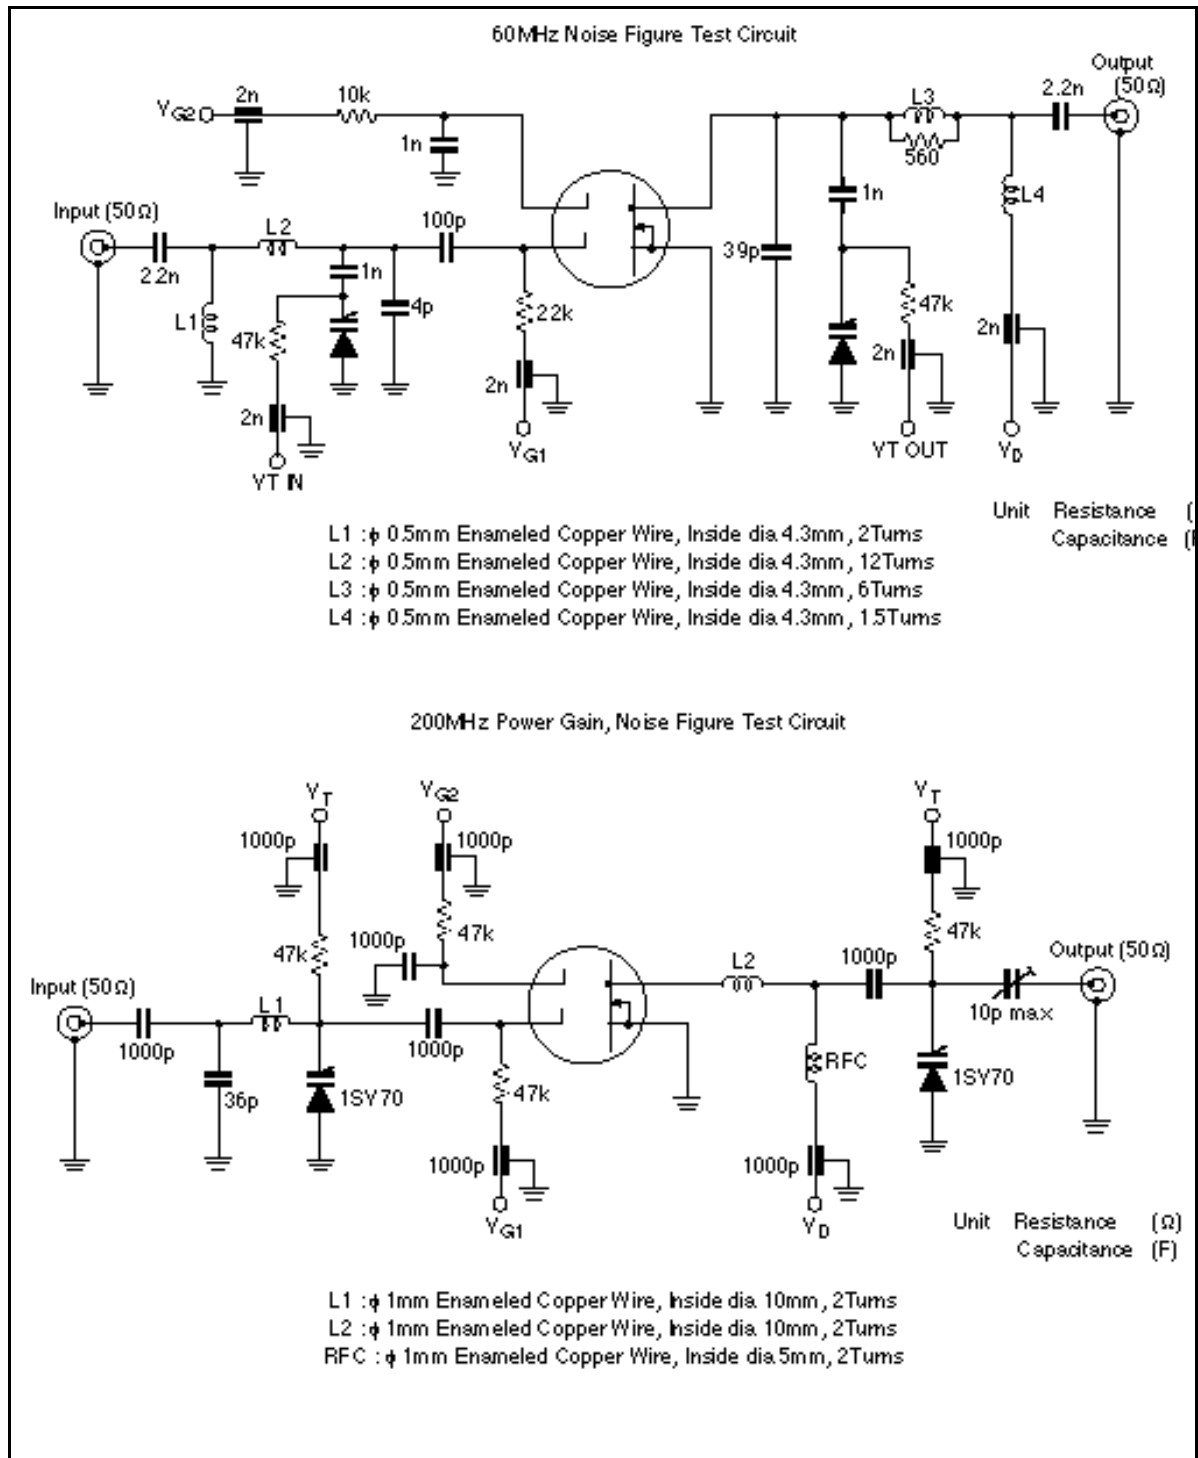 60MHz Noise Figure Test Circuit
Output
(50Ω)
2n
10k
L3
2.2n
VG2
1n
560
1n
L4
Input (50Ω)
L2
100p
2.2n
1n
39p
47k
L1
47k
4p
22k
2n
2n
2n
2n
VG1
VT OUT
VD
VT IN
Unit Resistance (
Capacitance (F
L1 : ϕ 0.5mm Enameled Copper Wire, Inside dia 4.3mm, 2Turns
L2 : ϕ 0.5mm Enameled Copper Wire, Inside dia 4.3mm, 12Turns
L3 : ϕ 0.5mm Enameled Copper Wire, Inside dia 4.3mm, 6Turns
L4 : ϕ 0.5mm Enameled Copper Wire, Inside dia 4.3mm, 15Turns
200MHz Power Gain, Noise Figure Test Circuit
VT
VG2
VT
1000p
1000p
1000p
47k
47k
47k
1000p
L2
1000p
Output (50Ω)
Input (50Ω)
L1
10p max
1000p
1000p
RFC
36p
1SV70
47k
1SV70
1000p
1000p
VG1
VD
Unit Resistance (Ω)
Capacitance (F)
L1 : ϕ 1mm Enameled Copper Wire, Inside dia 10mm, 2Turns
L2 : ϕ 1mm Enameled Copper Wire, Inside dia 10mm, 2Turns
RFC : ϕ 1mm Enameled Copper Wire, Inside dia 5mm, 2Turns